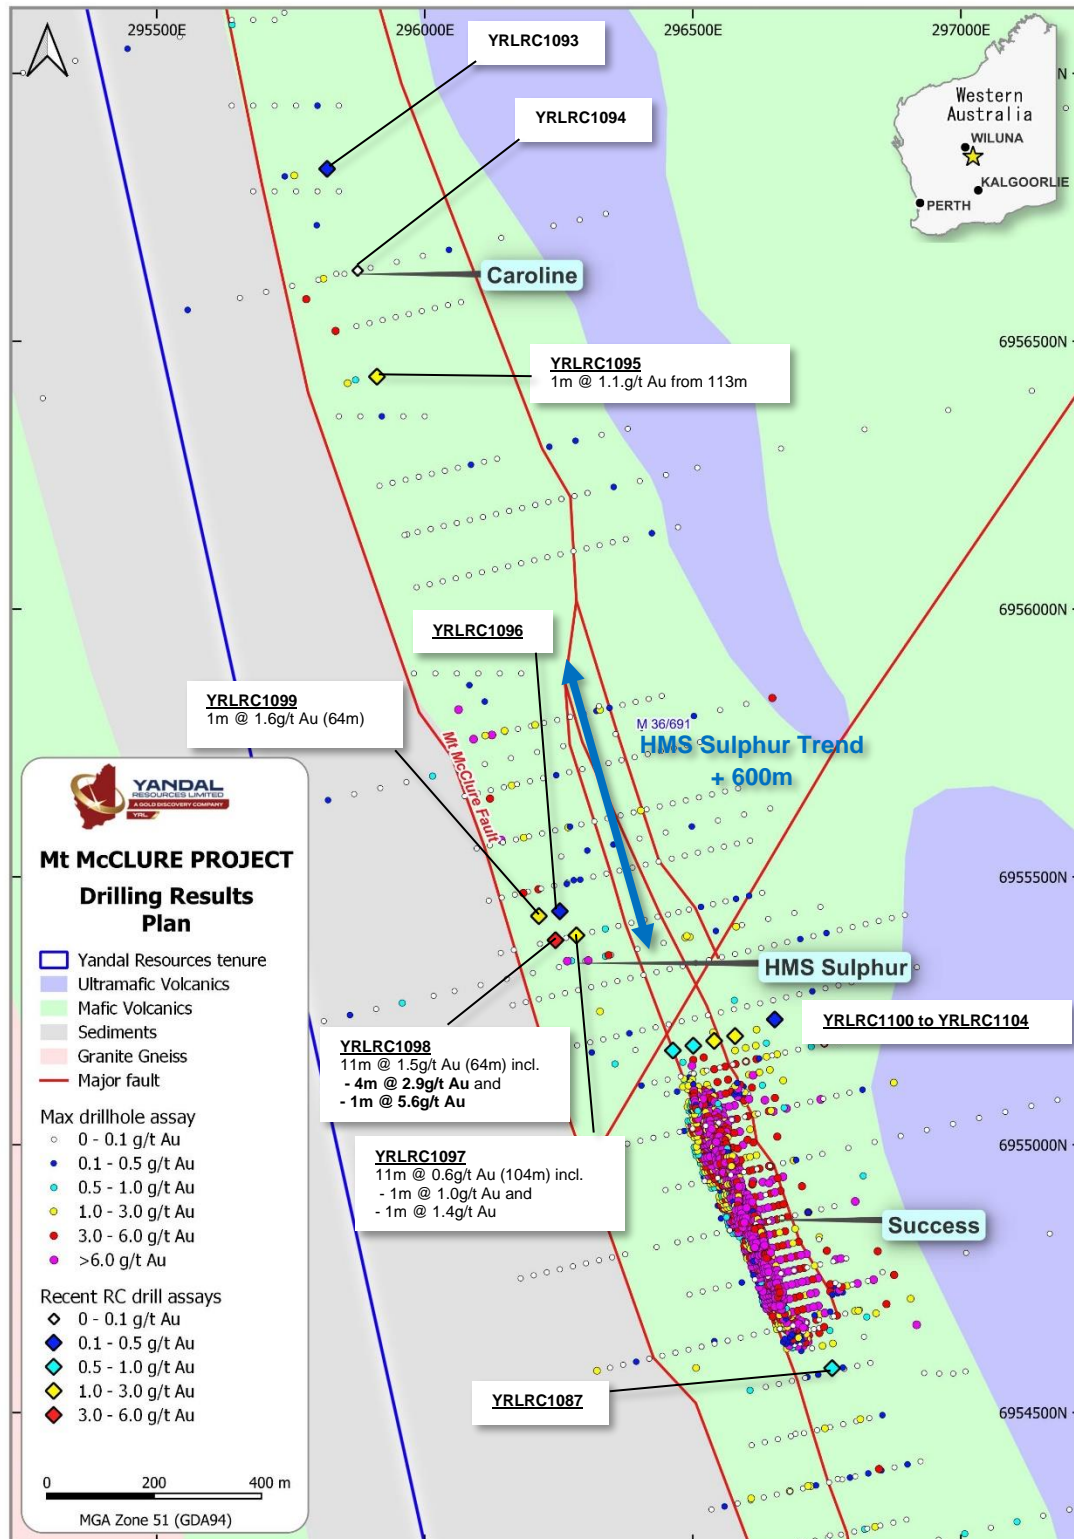 295500E
296000E
296500E
297000E
N
YRLRC1093
YRLRC1094
Western
Australia
WILUNA
KALGOORLIE
PERTH
Caroline
6956500N
YRLRC1095
1m @ 1.1.g/t Au from 113m
6956000N
YRLRC1096
YRLRC1099
1m @ 1.6g/t Au (64m)
M 36/691
HMS Sulphur Trend
+ 600m
Mt McClure Fault
6955500N
HMS Sulphur
YRLRC1100 to YRLRC1104
YRLRC1098
11m @ 1.5g/t Au (64m) incl.
- 4m @ 2.9g/t Au and
- 1m @ 5.6g/t Au
YRLRC1097
11m @ 0.6g/t Au (104m) incl.
- 1m @ 1.0g/t Au and
- 1m @ 1.4g/t Au
6955000N
Success
YRLRC1087
6954500N
YANDAL
RESOURCES LIMITED
A GOLD DISCOVERY COMPANY
YRL
Mt McCLURE PROJECT
Drilling Results
Plan
Yandal Resources tenure
Ultramafic Volcanics
Mafic Volcanics
Sediments
Granite Gneiss
Major fault
Max drillhole assay
0 - 0.1 g/t Au
0.1 - 0.5 g/t Au
0.5 - 1.0 g/t Au
1.0 - 3.0 g/t Au
3.0 - 6.0 g/t Au
>6.0 g/t Au
Recent RC drill assays
0 - 0.1 g/t Au
0.1 - 0.5 g/t Au
0.5 - 1.0 g/t Au
1.0 - 3.0 g/t Au
3.0 - 6.0 g/t Au
0 200 400 m
MGA Zone 51 (GDA94)